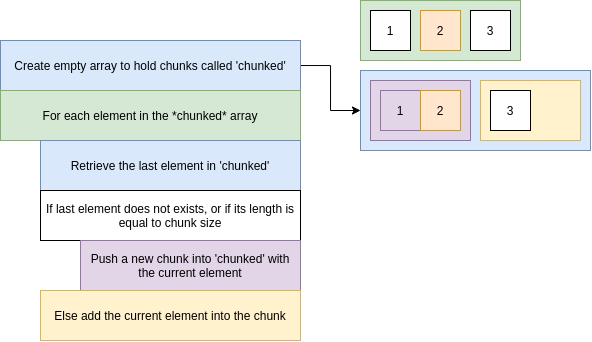 1 2 3
Create empty array to hold chunks called 'chunked'
1 2 3
For each element in the *chunked* array
Retrieve the last element in 'chunked'
If last element does not exists, or if its length is
equal to chunk size
Push a new chunk into 'chunked' with
the current element
Else add the current element into the chunk